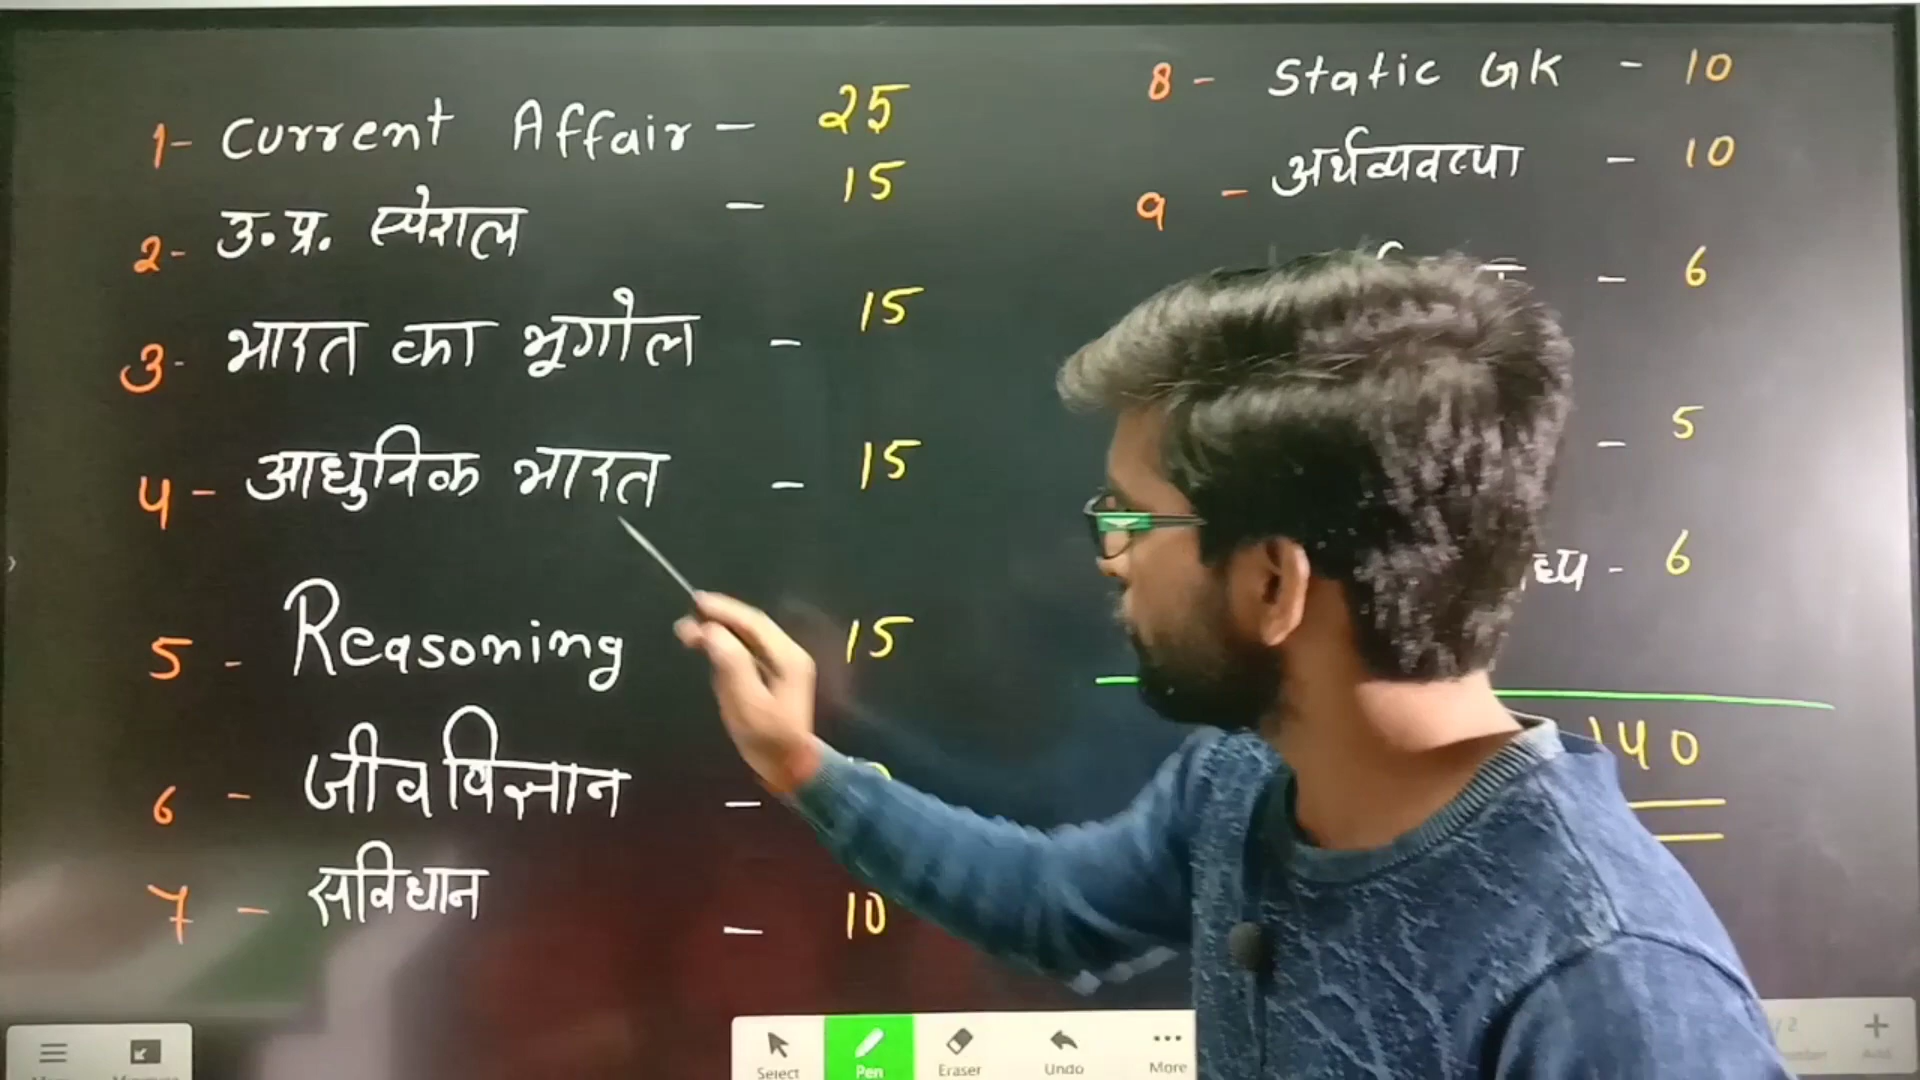 1- Current Affair - 25
2- उ.प्र. स्पेशल - 15
3- भारत का भूगोल - 15
4- आधुनिक भारत - 15
5 - Reasoning 15
6 - जीव विज्ञान -
7 - सविधान - 10
8 - Static GK - 10
9 - अर्थव्यवस्था - 10
- 6
- 5
- 6
140
Select
Pen
Eraser
Undo
More